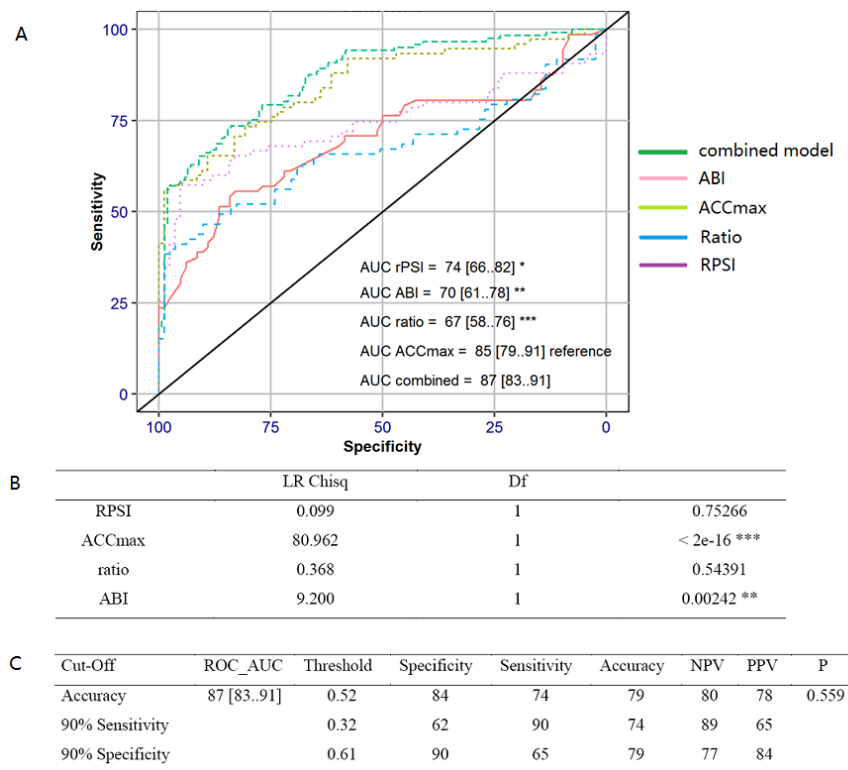 A
100
75
50
25
0
Sensitivity
AUC rPSI = 74 [66..82] *
AUC ABI = 70 [61..78] **
AUC ratio = 67 [58..76] ***
AUC ACCmax = 85 [79..91] reference
AUC combined = 87 [83..91]
100 75 50 25 0
Specificity
combined model
ABI
ACCmax
Ratio
RPSI
B
LR Chisq Df
RPSI 0.099 1 0.75266
ACCmax 80.962 1 < 2e-16 ***
ratio 0.368 1 0.54391
ABI 9.200 1 0.00242 **
C
Cut-Off ROC_AUC Threshold Specificity Sensitivity Accuracy NPV PPV P
Accuracy 87 [83..91] 0.52 84 74 79 80 78 0.559
90% Sensitivity 0.32 62 90 74 89 65
90% Specificity 0.61 90 65 79 77 84